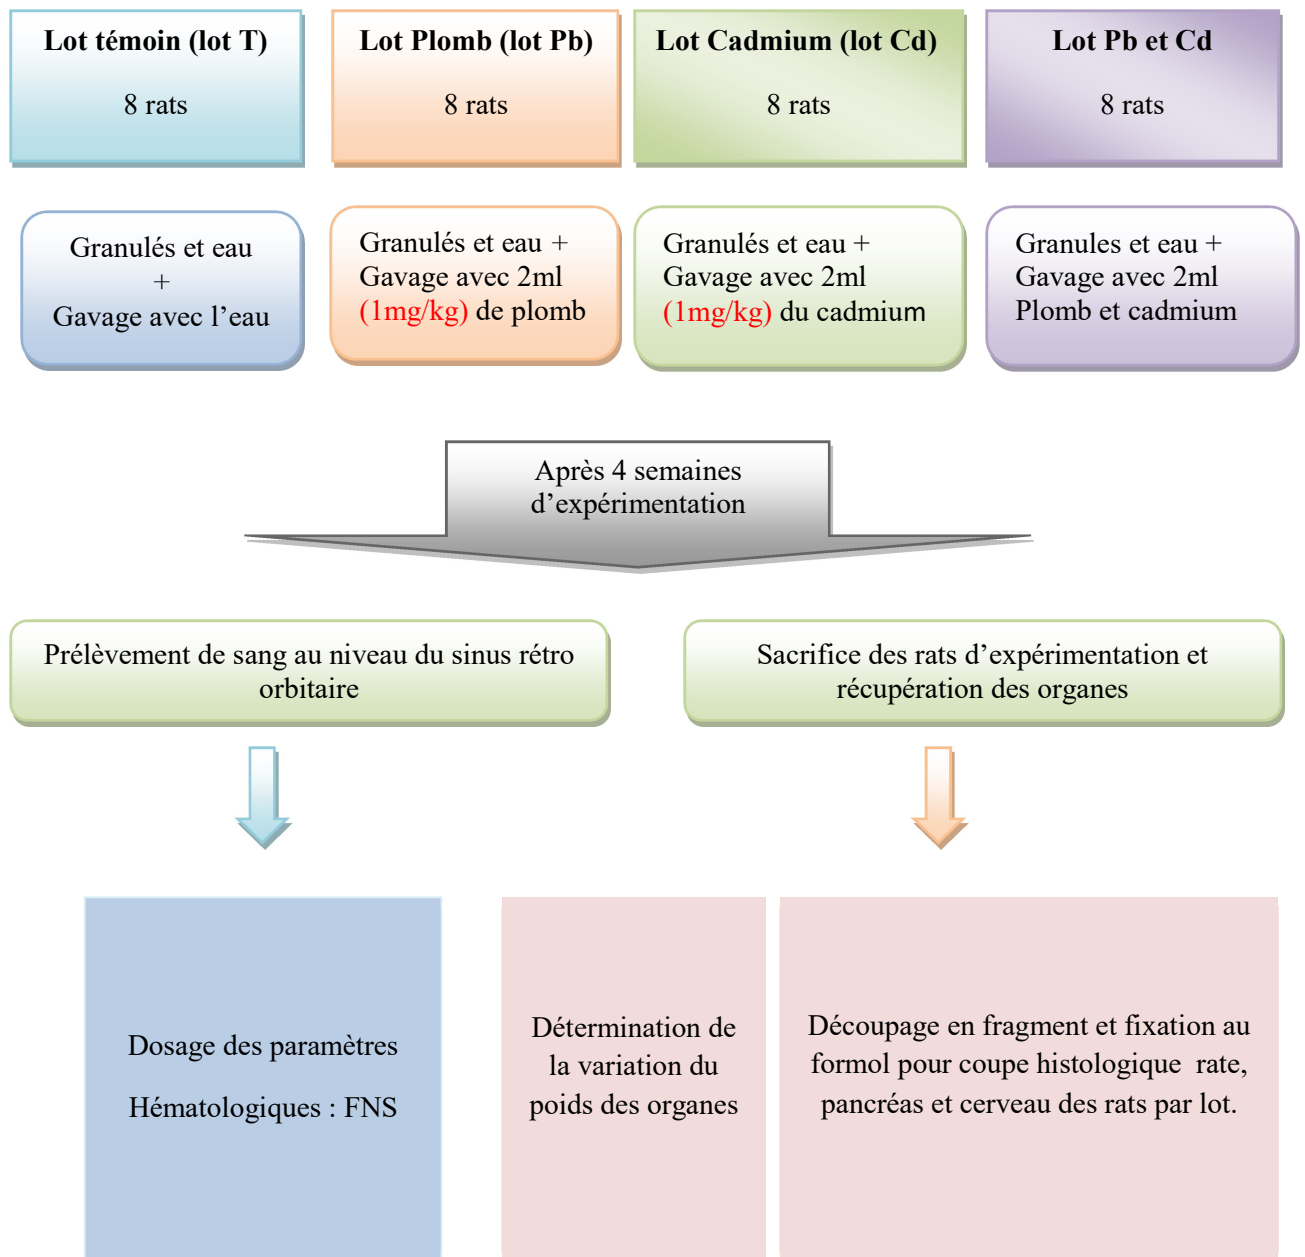 Lot témoin (lot T)
8 rats
Lot Plomb (lot Pb)
8 rats
Lot Cadmium (lot Cd)
8 rats
Lot Pb et Cd
8 rats
Granulés et eau
+
Gavage avec l’eau
Granulés et eau +
Gavage avec 2ml
(1mg/kg) de plomb
Granulés et eau +
Gavage avec 2ml
(1mg/kg) du cadmium
Granules et eau +
Gavage avec 2ml
Plomb et cadmium
Après 4 semaines
d’expérimentation
Prélèvement de sang au niveau du sinus rétro
orbitaire
Sacrifice des rats d’expérimentation et
récupération des organes
Dosage des paramètres
Hématologiques : FNS
Détermination de
la variation du
poids des organes
Découpage en fragment et fixation au
formol pour coupe histologique rate,
pancréas et cerveau des rats par lot.